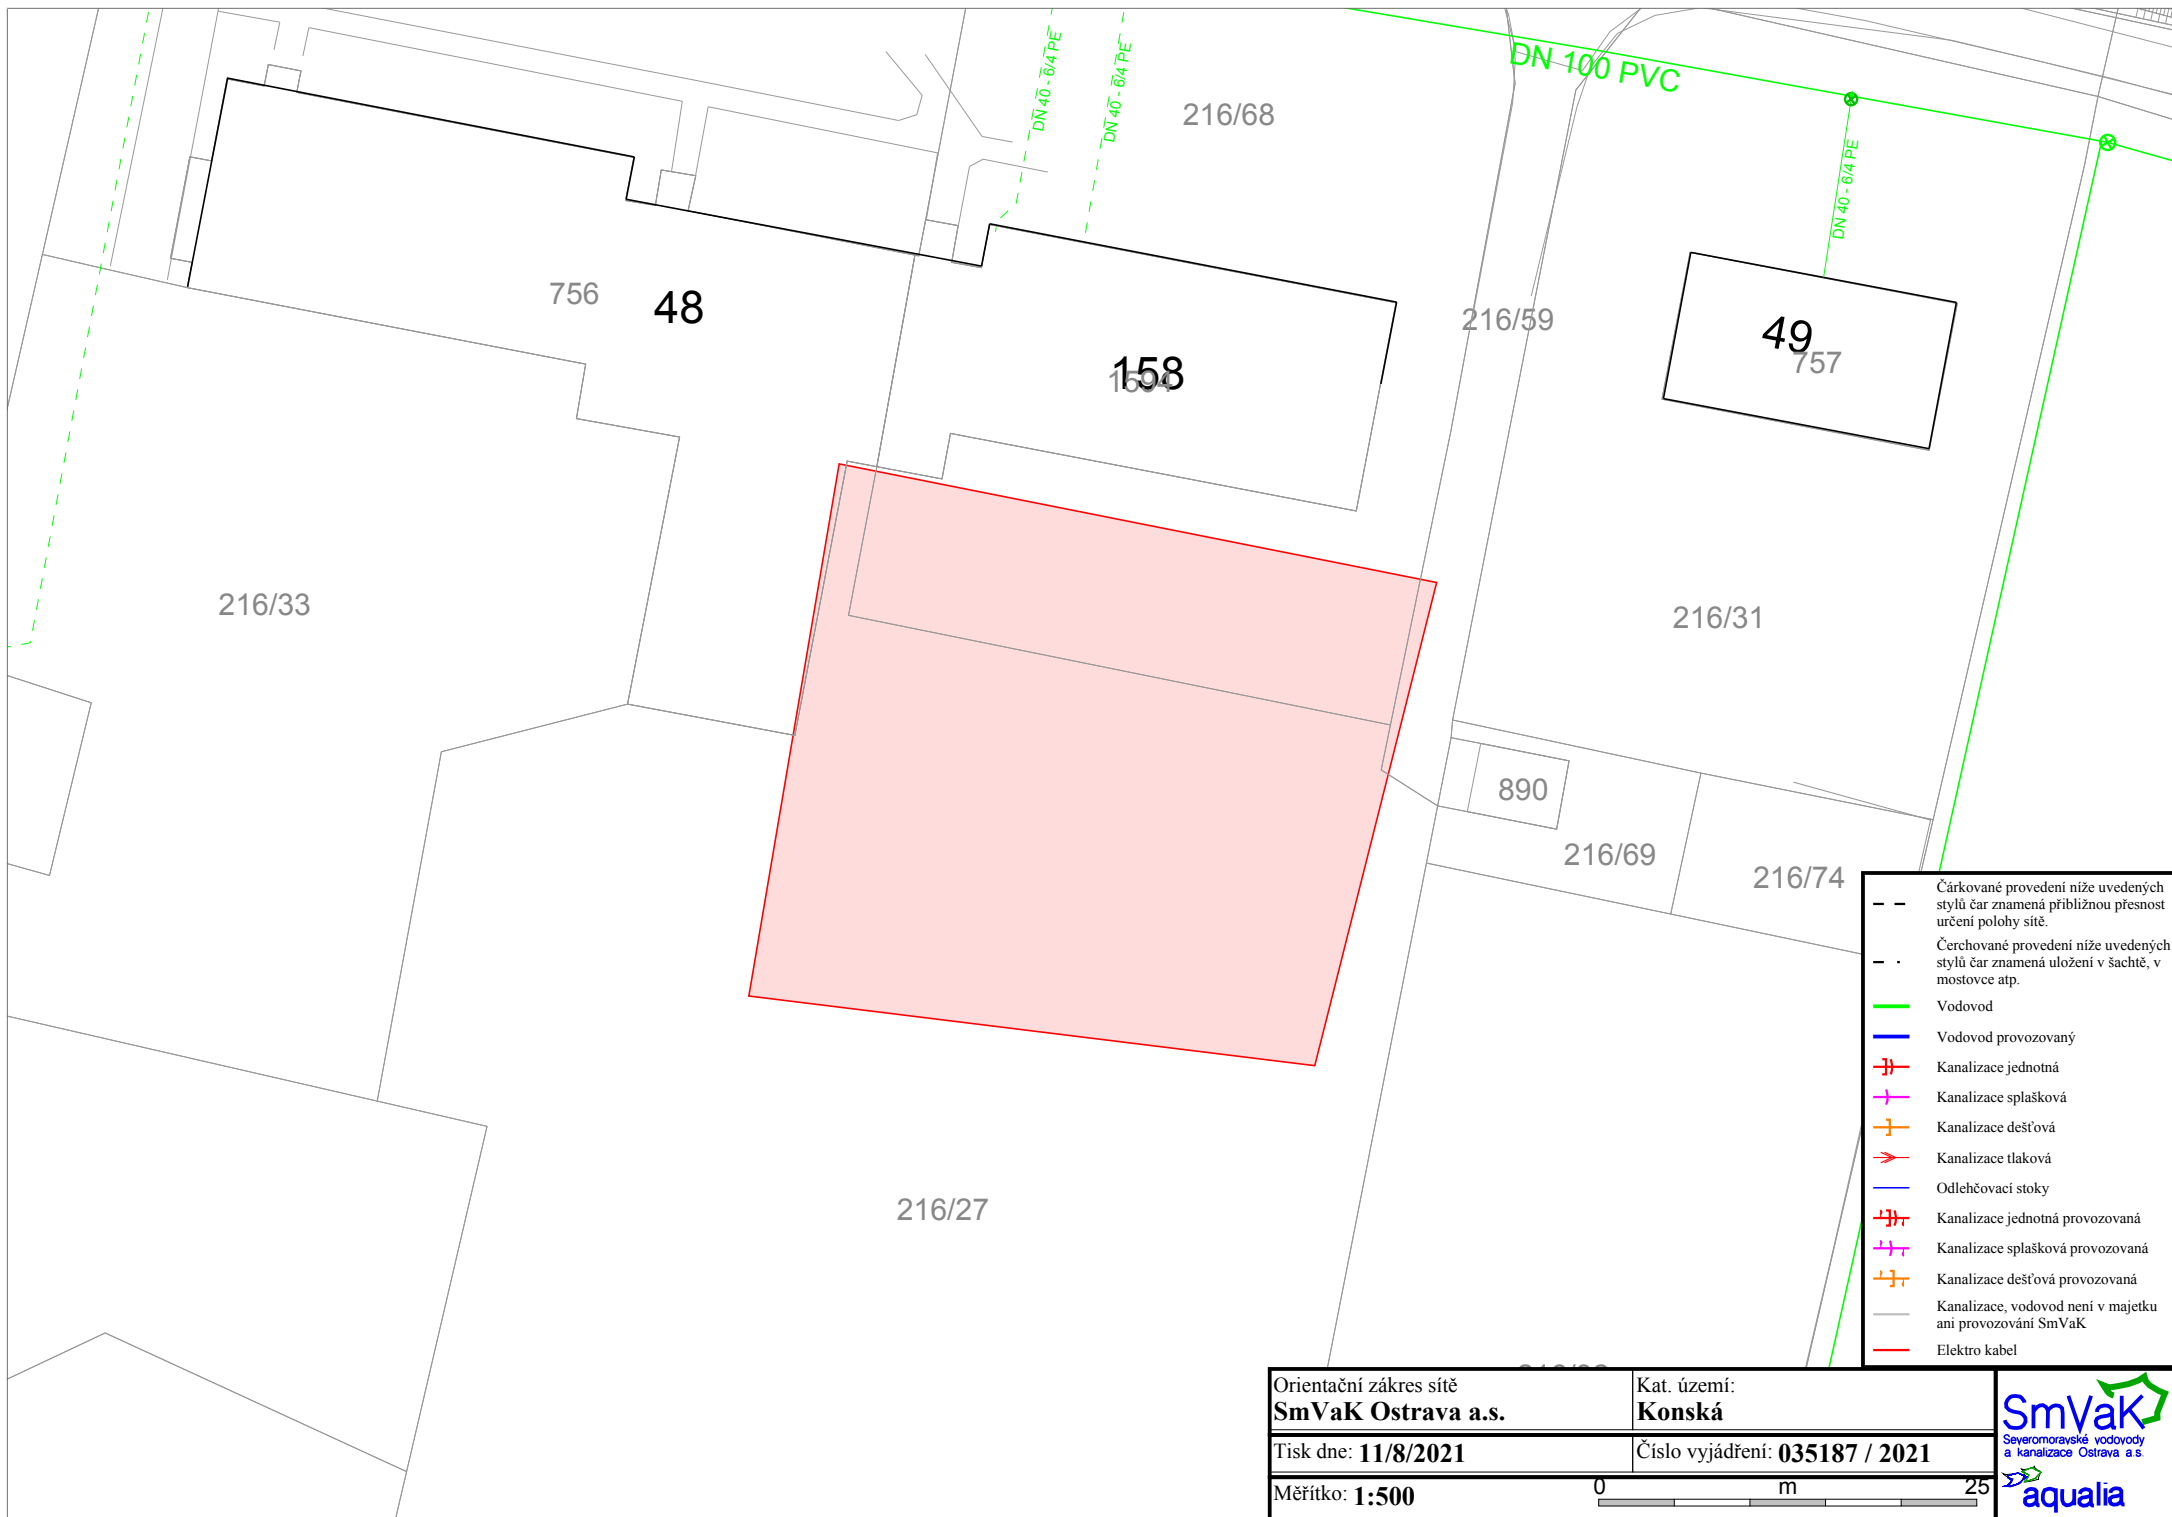 DN 40 - 6/4 PE
DN 40 - 6/4 PE
DN 100 PVC
216/68
DN 40 - 6/4 PE
756
48
216/59
49
757
158
1594
216/33
216/31
890
216/69
216/74
216/27
Čárkované provedení níže uvedených
stylů čar znamená přibližnou přesnost
určení polohy sítě.
Čerchované provedení níže uvedených
stylů čar znamená uložení v šachtě, v
mostovce atp.
Vodovod
Vodovod provozovaný
Kanalizace jednotná
Kanalizace splašková
Kanalizace dešťová
Kanalizace tlaková
Odlehčovací stoky
Kanalizace jednotná provozovaná
Kanalizace splašková provozovaná
Kanalizace dešťová provozovaná
Kanalizace, vodovod není v majetku
ani provozování SmVaK
Elektro kabel
Orientační zákres sítě
SmVaK Ostrava a.s.
Kat. území:
Konská
Tisk dne: 11/8/2021
Číslo vyjádření: 035187 / 2021
Měřítko: 1:500
0 m 25
SmVaK
Severomoravské vodovody
a kanalizace Ostrava a.s.
aqualia